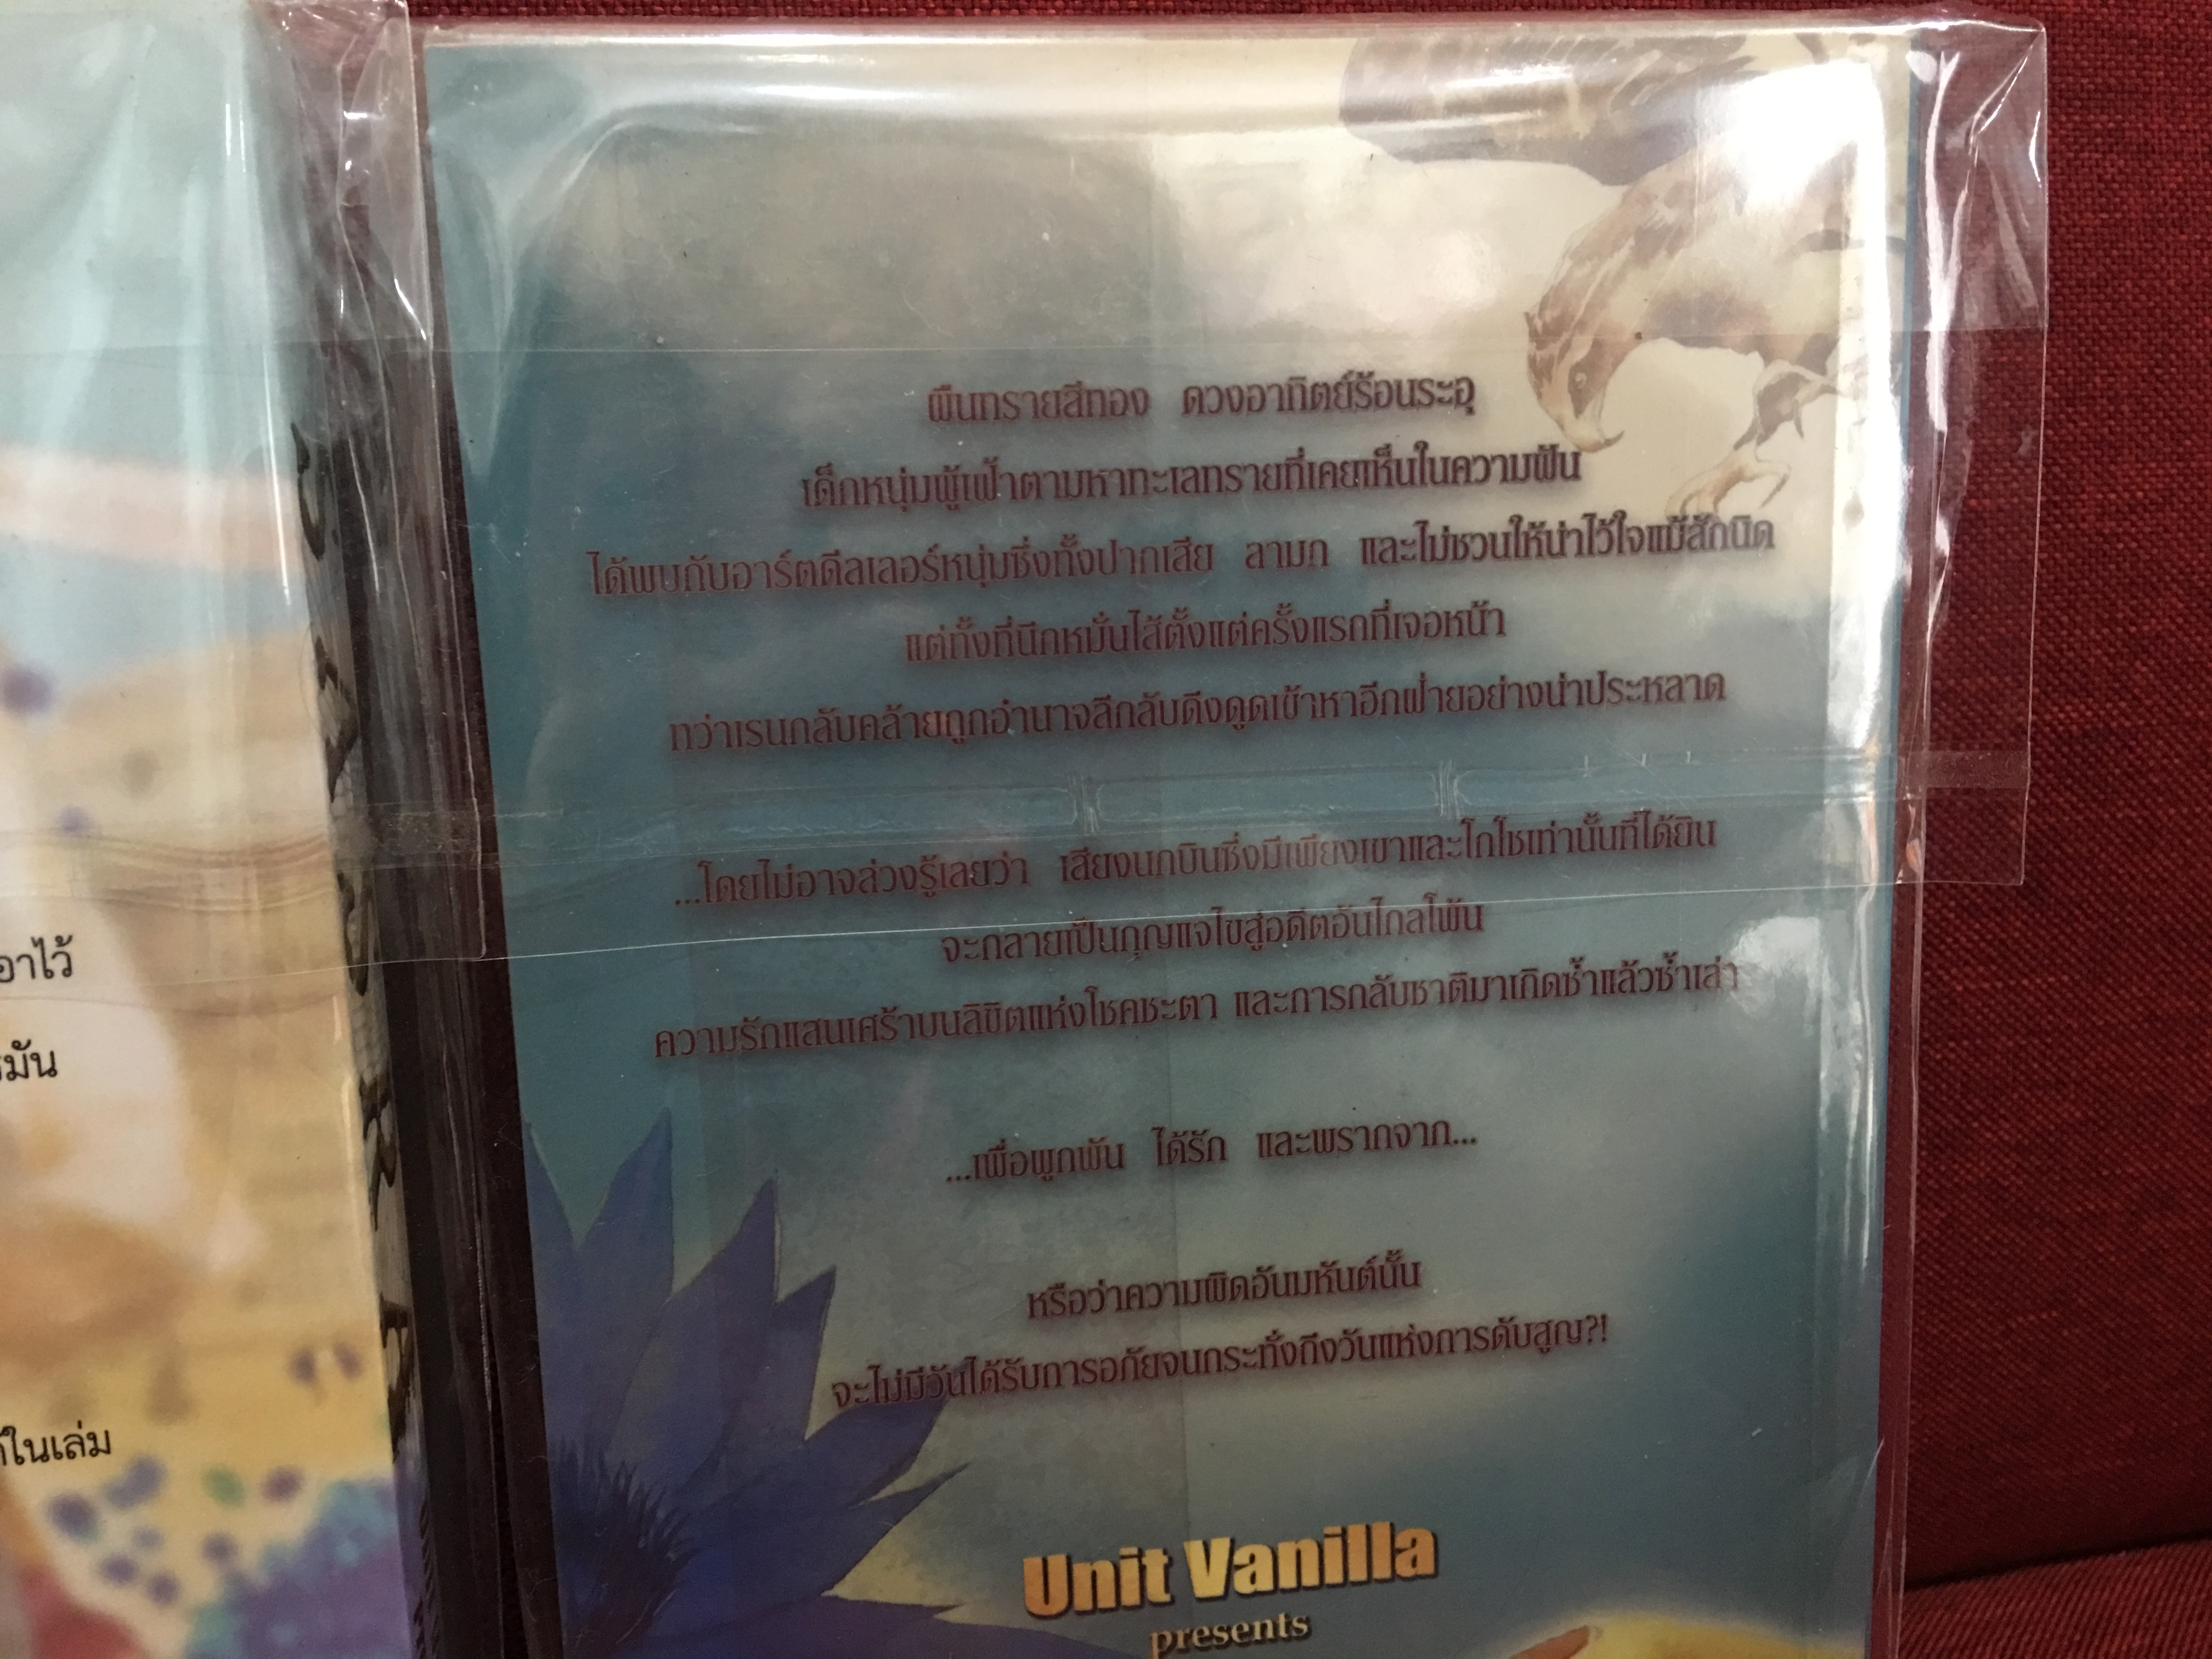 ผืนทรายสีทอง ดวงอาทิตย์ร้อนระอุ
เด็กหนุ่มผู้เฝ้าตามหาทะเลทรายที่เคยเห็นในความฝัน
ได้พบกับอาร์ตดีลเลอร์หนุ่มซึ่งทั้งปากเสีย ลามก และไม่ชวนให้น่าไว้ใจแม้สักนิด
แต่ทั้งที่นึกหมั่นไส้ตั้งแต่ครั้งแรกที่เจอหน้า
ทว่าเรนกลับคล้ายถูกอำนาจลึกลับดึงดูดเข้าหาอีกฝ่ายอย่างน่าประหลาด
...โดยไม่อาจล่วงรู้เลยว่า เสียงนกบินซึ่งมีเพียงเขาและโกโชเท่านั้นที่ได้ยิน
จะกลายเป็นกุญแจไขสู่อดีตอันไกลโพ้น
ความรักแสนเศร้าบนลิขิตแห่งโชคชะตา และการกลับชาติมาเกิดซ้ำแล้วซ้ำเล่า
...เพื่อผูกพัน ได้รัก และพรากจาก...
หรือว่าความผิดอันมหันต์นั้น
จะไม่มีวันได้รับการอภัยจนกระทั่งถึงวันแห่งการดับสูญ?!
Unit Vanilla
presents
อาไว้
มัน
ในเล่ม